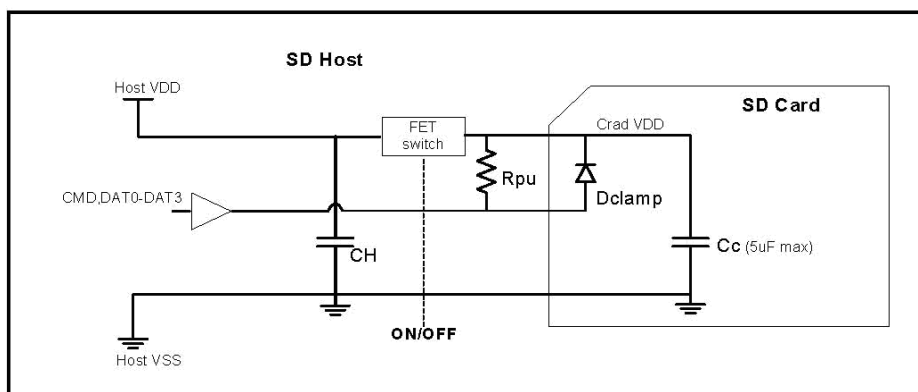 SD Host
Host VDD
SD Card
FET
switch
Crad VDD
Rpu
Dclamp
CMD,DAT0-DAT3
CH
Cc (5uF max)
ON/OFF
Host VSS